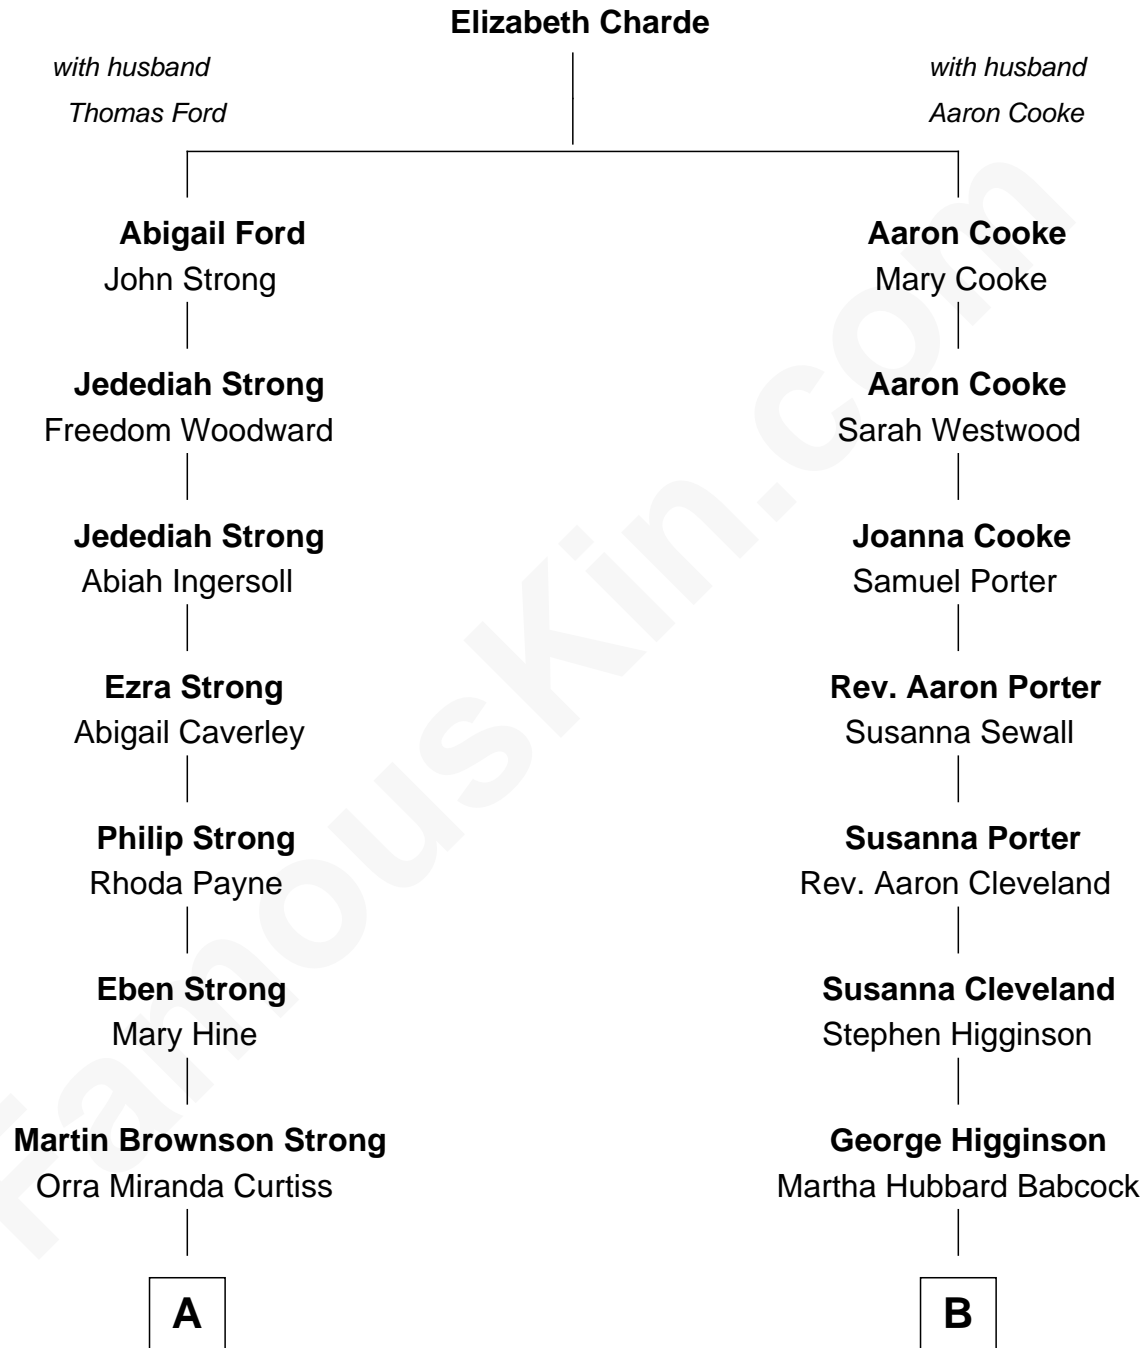 Elizabeth Charde
with husband
Thomas Ford
with husband
Aaron Cooke
Abigail Ford
John Strong
Jedediah Strong
Freedom Woodward
Jedediah Strong
Abiah Ingersoll
Ezra Strong
Abigail Caverley
Philip Strong
Rhoda Payne
Eben Strong
Mary Hine
Martin Brownson Strong
Orra Miranda Curtiss
A
Aaron Cooke
Mary Cooke
Aaron Cooke
Sarah Westwood
Joanna Cooke
Samuel Porter
Rev. Aaron Porter
Susanna Sewall
Susanna Porter
Rev. Aaron Cleveland
Susanna Cleveland
Stephen Higginson
George Higginson
Martha Hubbard Babcock
B
FamousKin.com